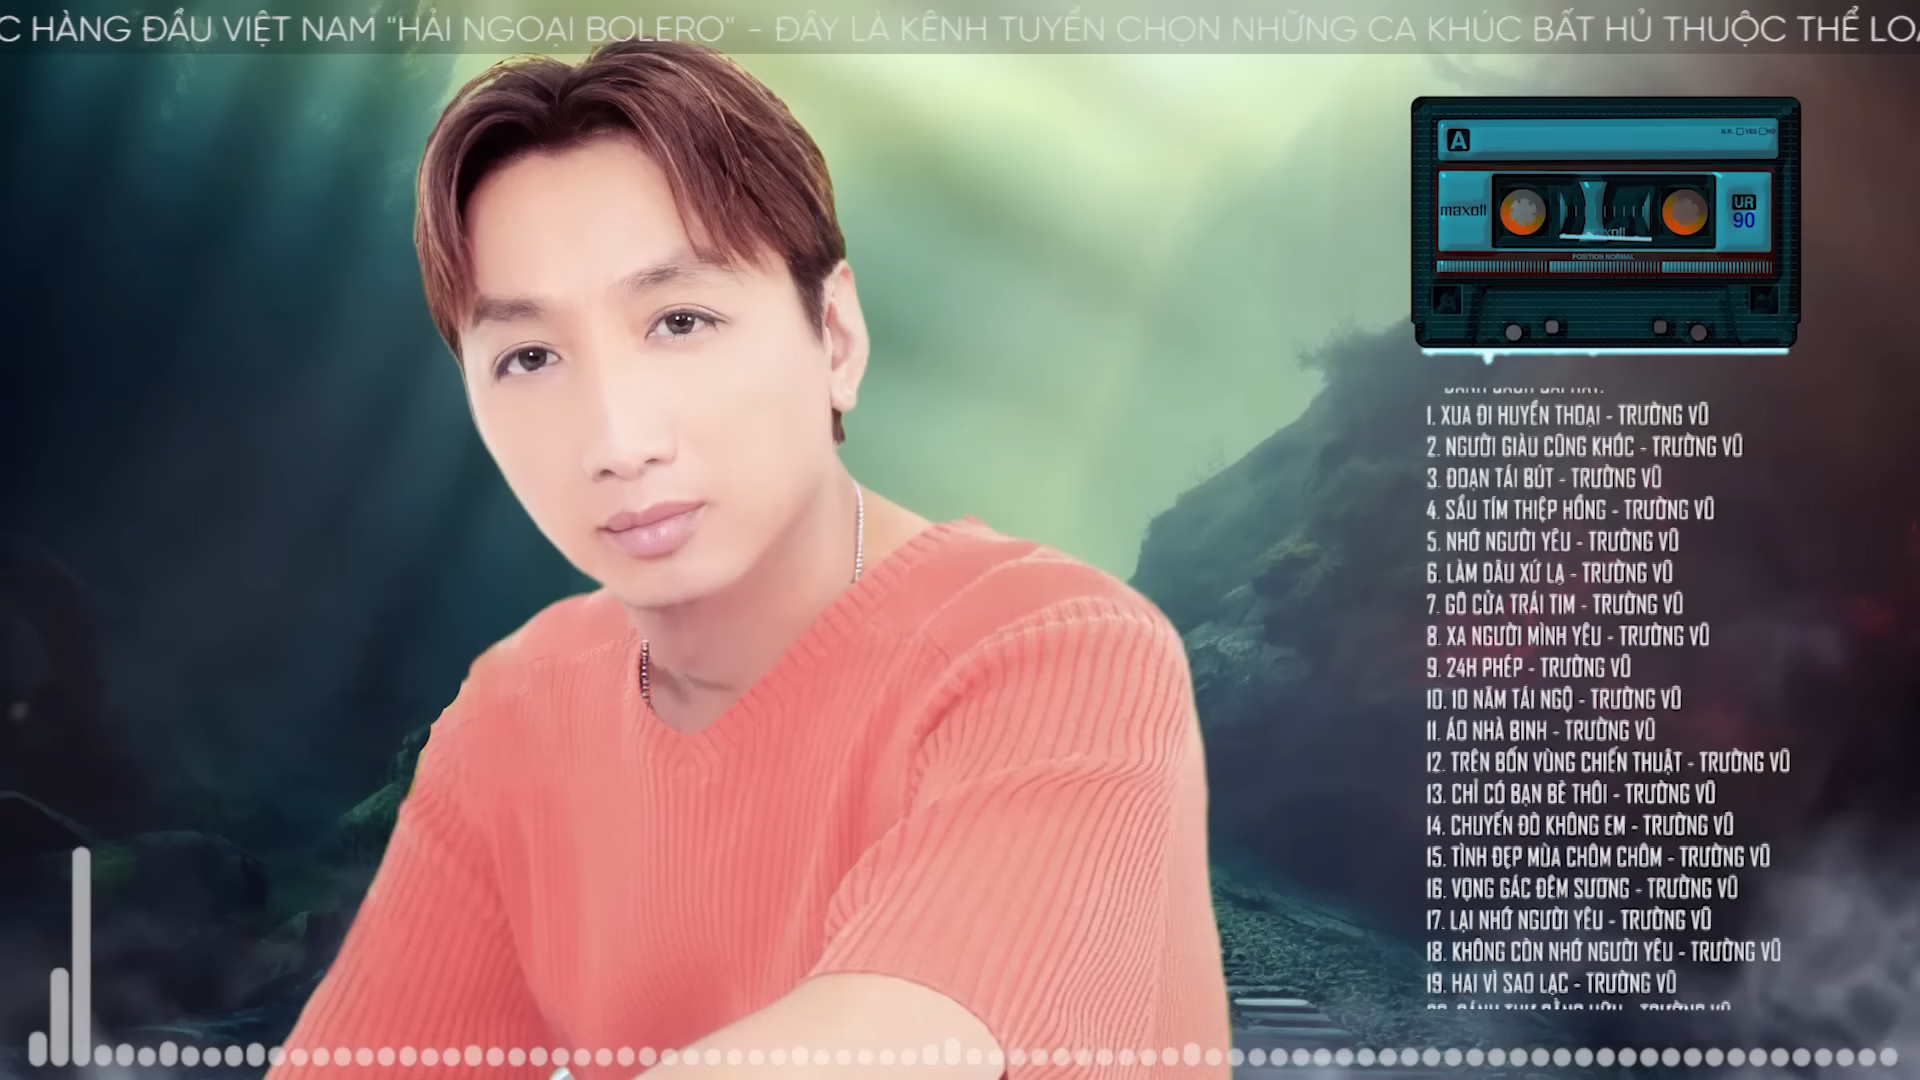 C HÀNG ĐẦU VIỆT NAM "HẢI NGOẠI BOLERO" - ĐÂY LÀ KÊNH TUYỂN CHỌN NHỮNG CA KHÚC BẤT HỦ THUỘC THỂ LOẠ
A
N.R. YES NO
maxoll
UR
90
POSITION NORMAL
DANH SÁCH BÀI HÁT:
1. XUA ĐI HUYỀN THOẠI - TRƯỜNG VŨ
2. NGƯỜI GIÀU CŨNG KHÓC - TRƯỜNG VŨ
3. ĐOẠN TÁI BÚT - TRƯỜNG VŨ
4. SẦU TÍM THIỆP HỒNG - TRƯỜNG VŨ
5. NHỚ NGƯỜI YÊU - TRƯỜNG VŨ
6. LÀM DÂU XỨ LẠ - TRƯỜNG VŨ
7. GÕ CỬA TRÁI TIM - TRƯỜNG VŨ
8. XA NGƯỜI MÌNH YÊU - TRƯỜNG VŨ
9. 24H PHÉP - TRƯỜNG VŨ
10. 10 NĂM TÁI NGỘ - TRƯỜNG VŨ
11. ÁO NHÀ BINH - TRƯỜNG VŨ
12. TRÊN BỐN VÙNG CHIẾN THUẬT - TRƯỜNG VŨ
13. CHỈ CÓ BẠN BÈ THÔI - TRƯỜNG VŨ
14. CHUYẾN ĐÒ KHÔNG EM - TRƯỜNG VŨ
15. TÌNH ĐẸP MÙA CHÔM CHÔM - TRƯỜNG VŨ
16. VỌNG GÁC ĐÊM SƯƠNG - TRƯỜNG VŨ
17. LẠI NHỚ NGƯỜI YÊU - TRƯỜNG VŨ
18. KHÔNG CÒN NHỚ NGƯỜI YÊU - TRƯỜNG VŨ
19. HAI VÌ SAO LẠC - TRƯỜNG VŨ